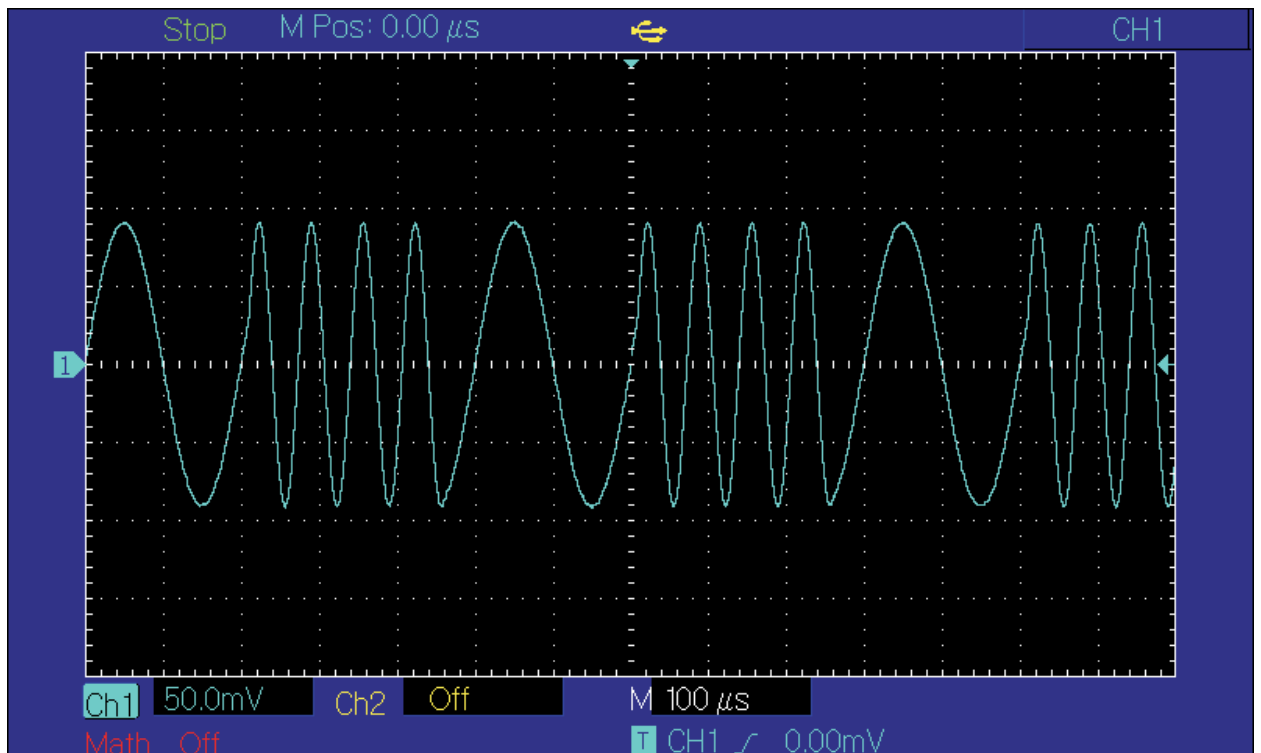 Stop M Pos: 0.00 μs CH1
1
Ch1 50.0mV Ch2 Off M 100 μs
Math Off T CH1 0.00mV